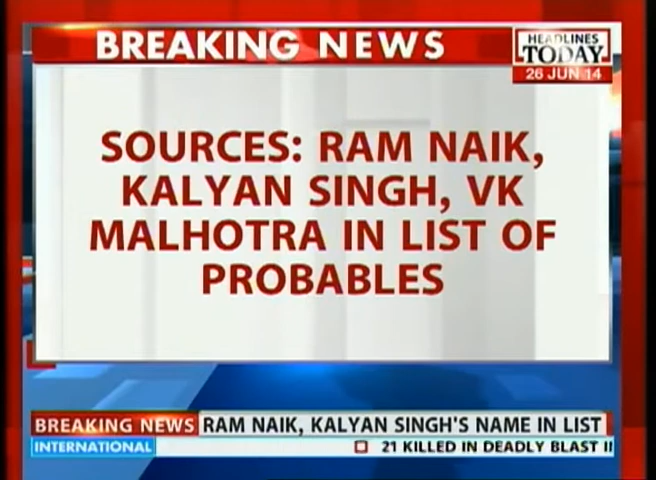 BREAKING NEWS
HEADLINES
TODAY
26 JUN 14
SOURCES: RAM NAIK,
KALYAN SINGH, VK
MALHOTRA IN LIST OF
PROBABLES
BREAKING NEWS RAM NAIK, KALYAN SINGH'S NAME IN LIST
INTERNATIONAL 21 KILLED IN DEADLY BLAST